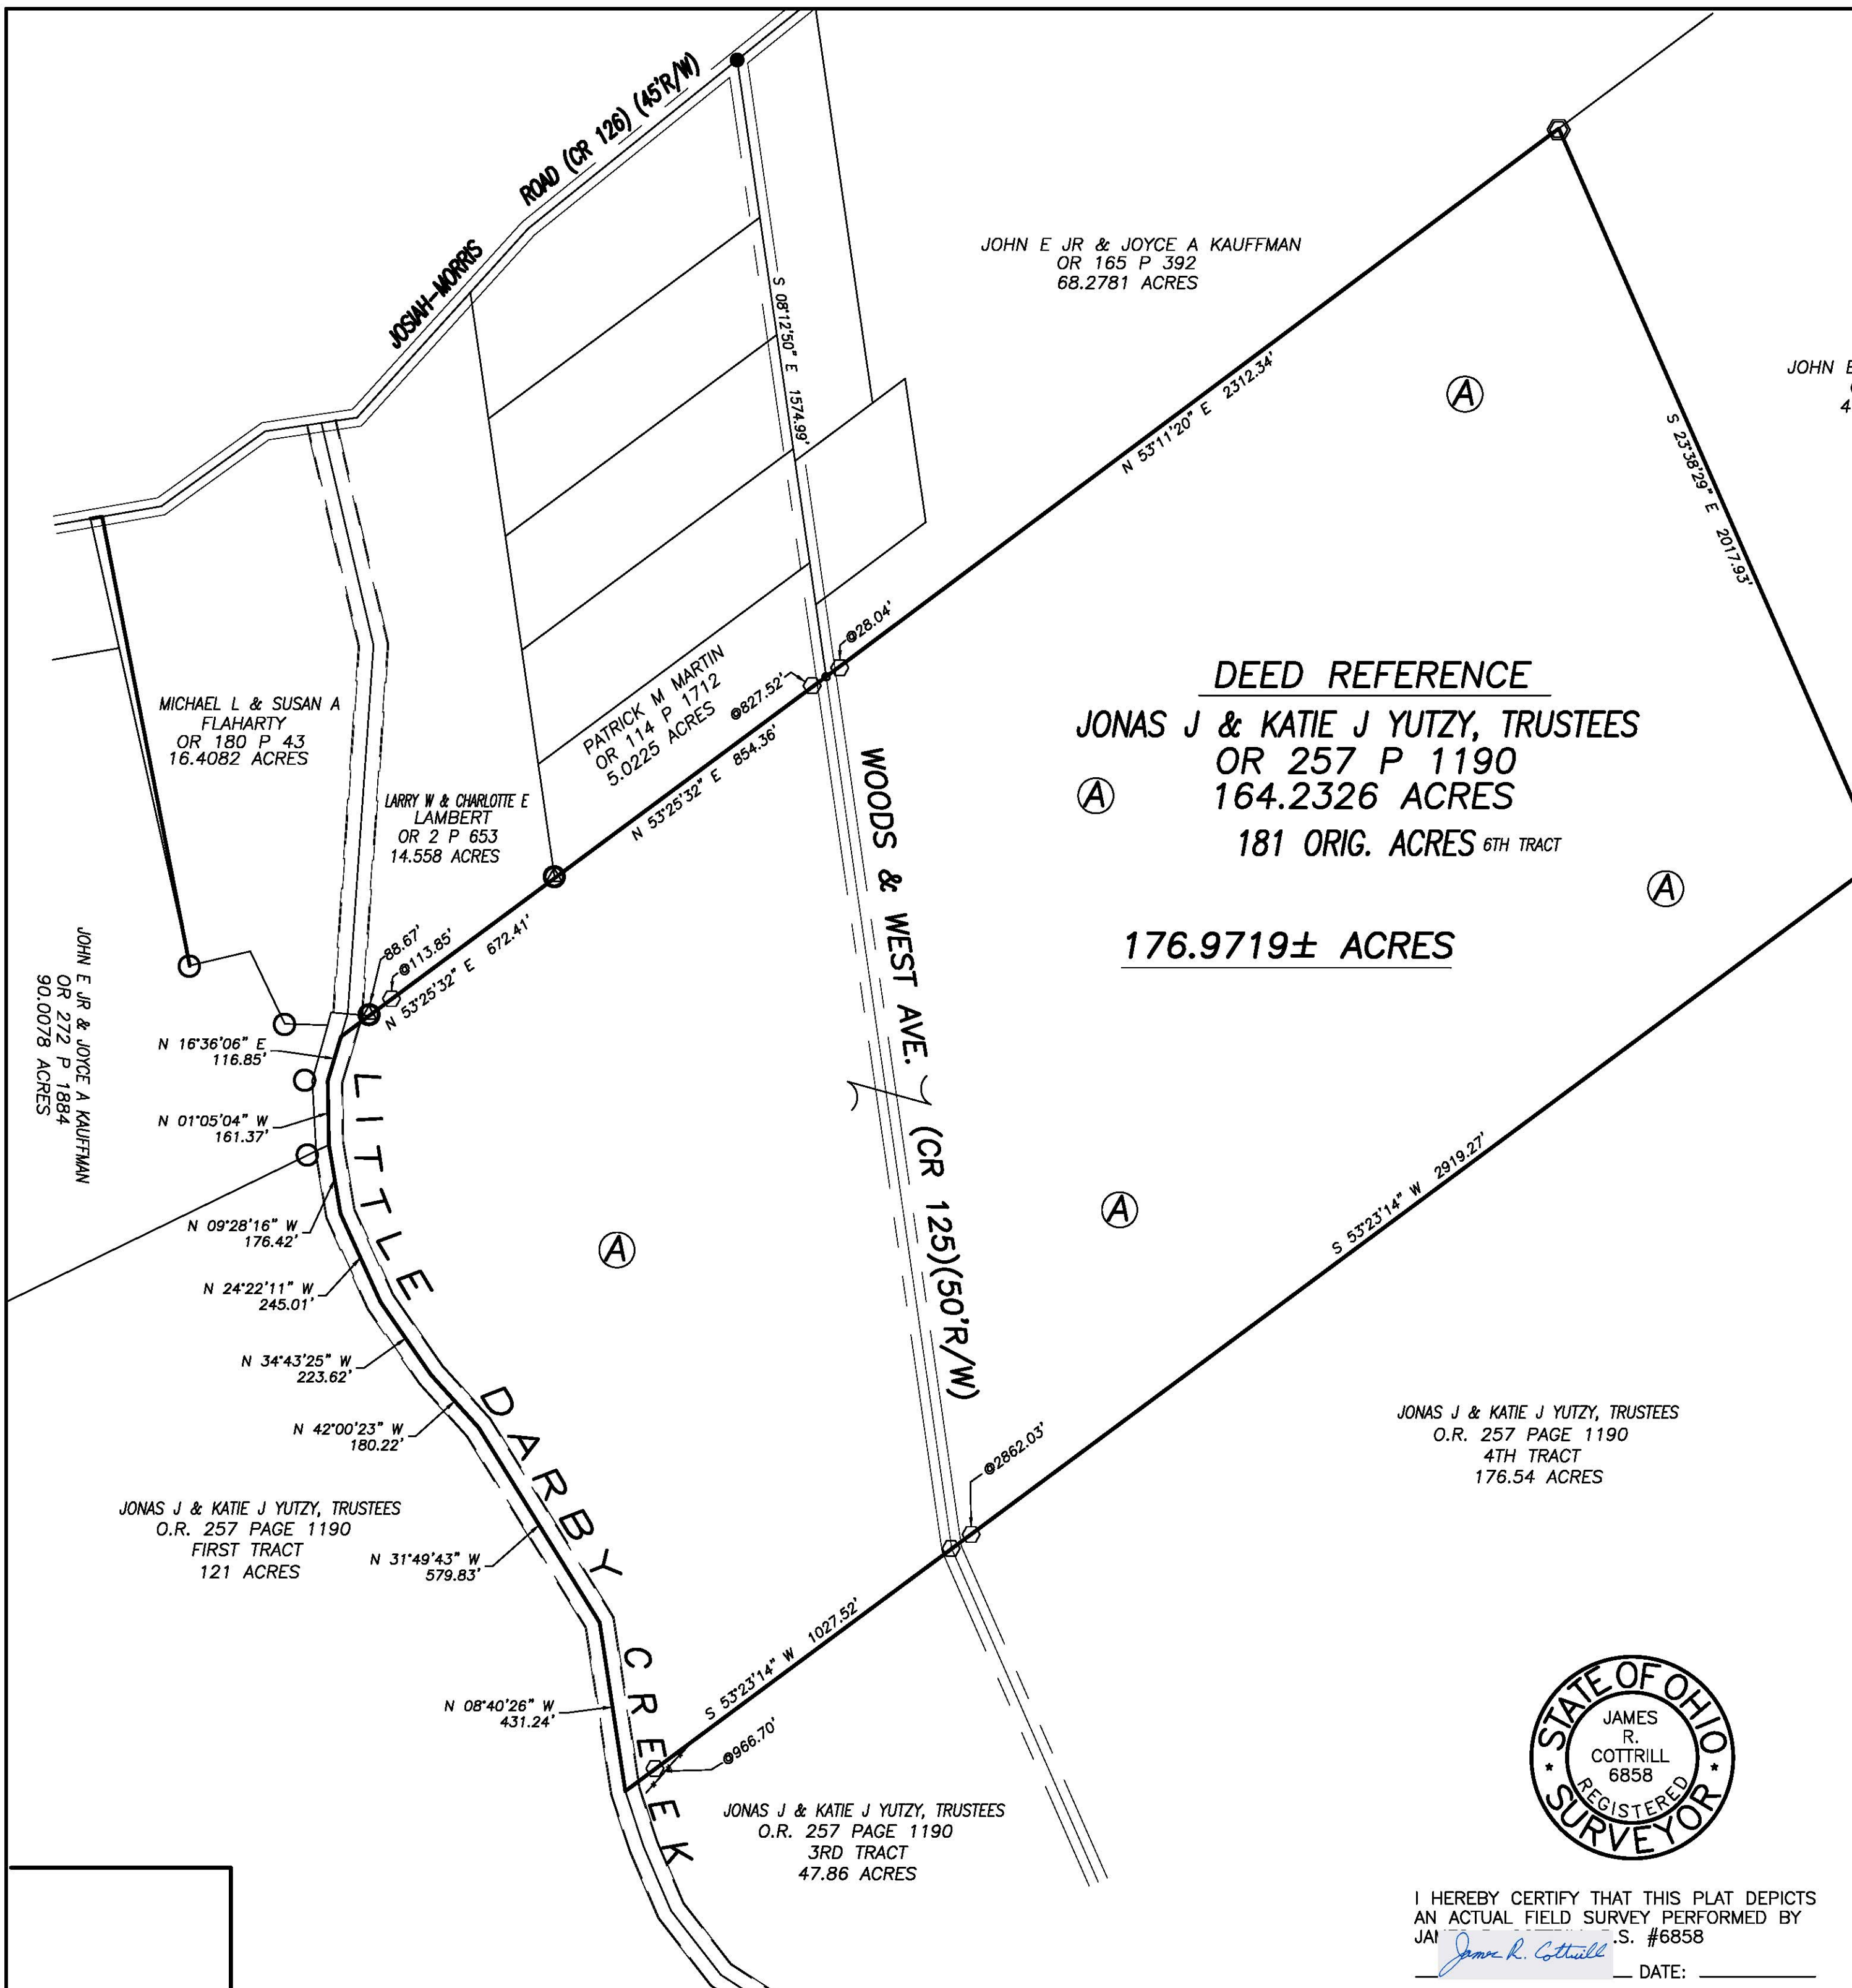 JOSIAH-MORRIS
ROAD (CR 126) (45'R/W)
JOHN E JR & JOYCE A KAUFFMAN
OR 165 P 392
68.2781 ACRES
S 08°12'50" E 1574.99'
N 53°11'20" E 2312.34'
Ⓐ
JOHN E
4
S 23°38'29" E 2017.93'
MICHAEL L & SUSAN A
FLAHARTY
OR 180 P 43
16.4082 ACRES
LARRY W & CHARLOTTE E
LAMBERT
OR 2 P 653
14.558 ACRES
PATRICK M MARTIN
OR 114 P 1712
5.0225 ACRES
@827.52'
@28.04'
N 53°25'32" E 854.36'
88.67'
@113.85'
N 53°25'32" E 672.41'
DEED REFERENCE
JONAS J & KATIE J YUTZY, TRUSTEES
OR 257 P 1190
164.2326 ACRES
Ⓐ
181 ORIG. ACRES 6TH TRACT
Ⓐ
176.9719± ACRES
WOODS & WEST AVE. (CR 125)(50'R/W)
JOHN E JR & JOYCE A KAUFFMAN
OR 272 P 1884
90.0078 ACRES
N 16°36'06" E
116.85'
N 01°05'04" W
161.37'
N 09°28'16" W
176.42'
N 24°22'11" W
245.01'
N 34°43'25" W
223.62'
N 42°00'23" W
180.22'
N 31°49'43" W
579.83'
N 08°40'26" W
431.24'
LITTLE DARBY CREEK
Ⓐ
Ⓐ
S 53°23'14" W 2919.27'
@2862.03'
S 53°23'14" W 1027.52'
@966.70'
JONAS J & KATIE J YUTZY, TRUSTEES
O.R. 257 PAGE 1190
4TH TRACT
176.54 ACRES
JONAS J & KATIE J YUTZY, TRUSTEES
O.R. 257 PAGE 1190
FIRST TRACT
121 ACRES
JONAS J & KATIE J YUTZY, TRUSTEES
O.R. 257 PAGE 1190
3RD TRACT
47.86 ACRES
STATE OF OHIO
JAMES
R.
COTTRILL
6858
REGISTERED
SURVEYOR
I HEREBY CERTIFY THAT THIS PLAT DEPICTS
AN ACTUAL FIELD SURVEY PERFORMED BY
.S. #6858
James R. Cottrill
DATE: